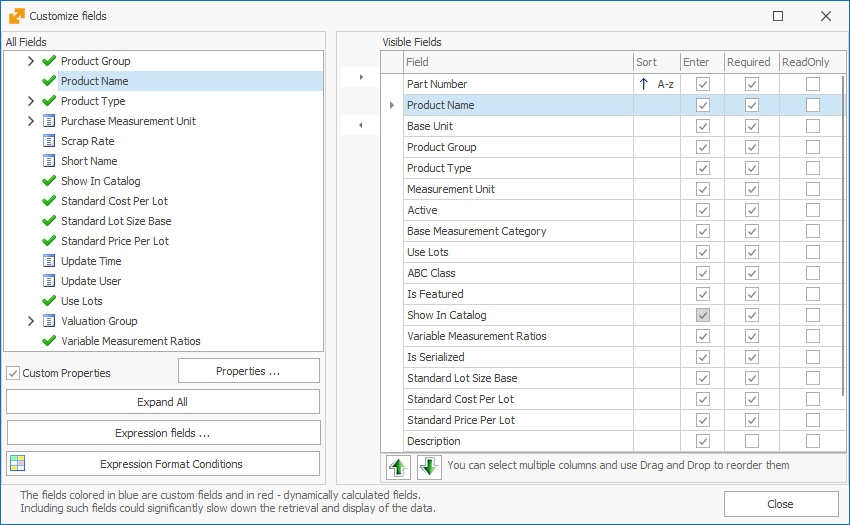 Customize fields
All Fields
Product Group
Product Name
Product Type
Purchase Measurement Unit
Scrap Rate
Short Name
Show In Catalog
Standard Cost Per Lot
Standard Lot Size Base
Standard Price Per Lot
Update Time
Update User
Use Lots
Valuation Group
Variable Measurement Ratios
Custom Properties
Properties ...
Expand All
Expression fields ...
Expression Format Conditions
Visible Fields
Field Sort Enter Required ReadOnly
Part Number A-z
Product Name
Base Unit
Product Group
Product Type
Measurement Unit
Active
Base Measurement Category
Use Lots
ABC Class
Is Featured
Show In Catalog
Variable Measurement Ratios
Is Serialized
Standard Lot Size Base
Standard Cost Per Lot
Standard Price Per Lot
Description
You can select multiple columns and use Drag and Drop to reorder them
The fields colored in blue are custom fields and in red - dynamically calculated fields.
Including such fields could significantly slow down the retrieval and display of the data.
Close